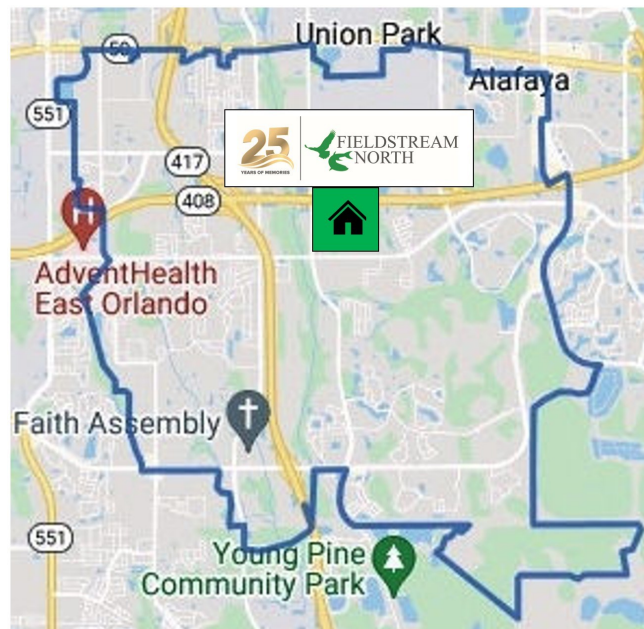 50
Union Park
Alafaya
551
25
YEARS OF MEMORIES
FIELDSTREAM
NORTH
417
408
H
AdventHealth
East Orlando
Faith Assembly
551
Young Pine
Community Park